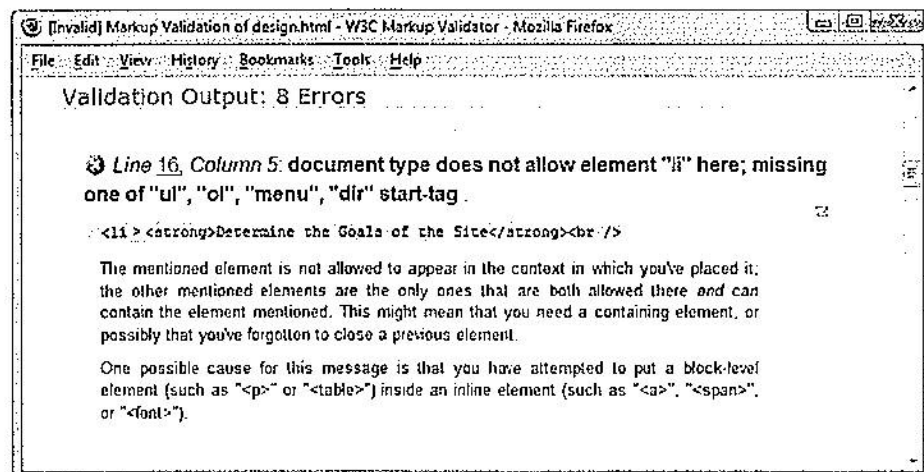 [Invalid] Markup Validation of design.html - W3C Markup Validator - Mozilla Firefox
File Edit View History Bookmarks Tools Help
Validation Output: 8 Errors
Line 16, Column 5: document type does not allow element "li" here; missing
one of "ul", "ol", "menu", "dir" start-tag .
<li> <strong>Determine the Goals of the Site</strong><br />
The mentioned element is not allowed to appear in the context in which you've placed it;
the other mentioned elements are the only ones that are both allowed there and can
contain the element mentioned. This might mean that you need a containing element, or
possibly that you've forgotten to close a previous element.
One possible cause for this message is that you have attempted to put a block-level
element (such as "<p>" or "<table>") inside an inline element (such as "<a>", "<span>",
or "<font>").